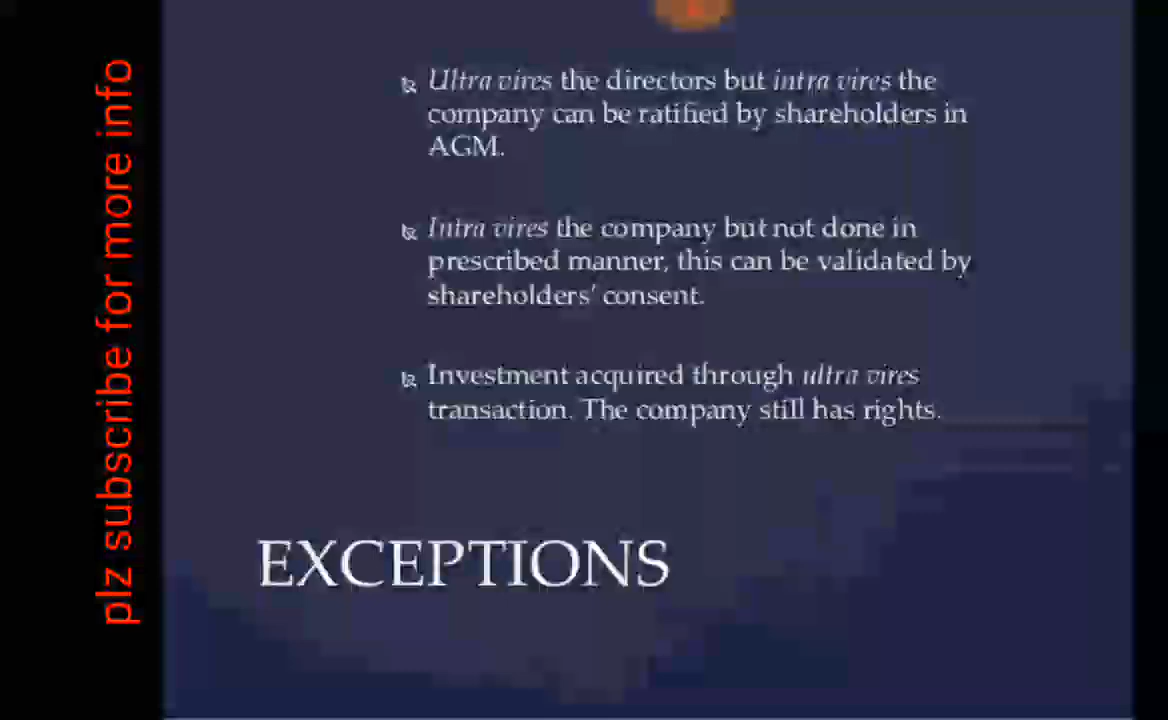 plz subscribe for more info
Ultra vires the directors but intra vires the
company can be ratified by shareholders in
AGM.
Intra vires the company but not done in
prescribed manner, this can be validated by
shareholders' consent.
Investment acquired through ultra vires
transaction. The company still has rights.
EXCEPTIONS